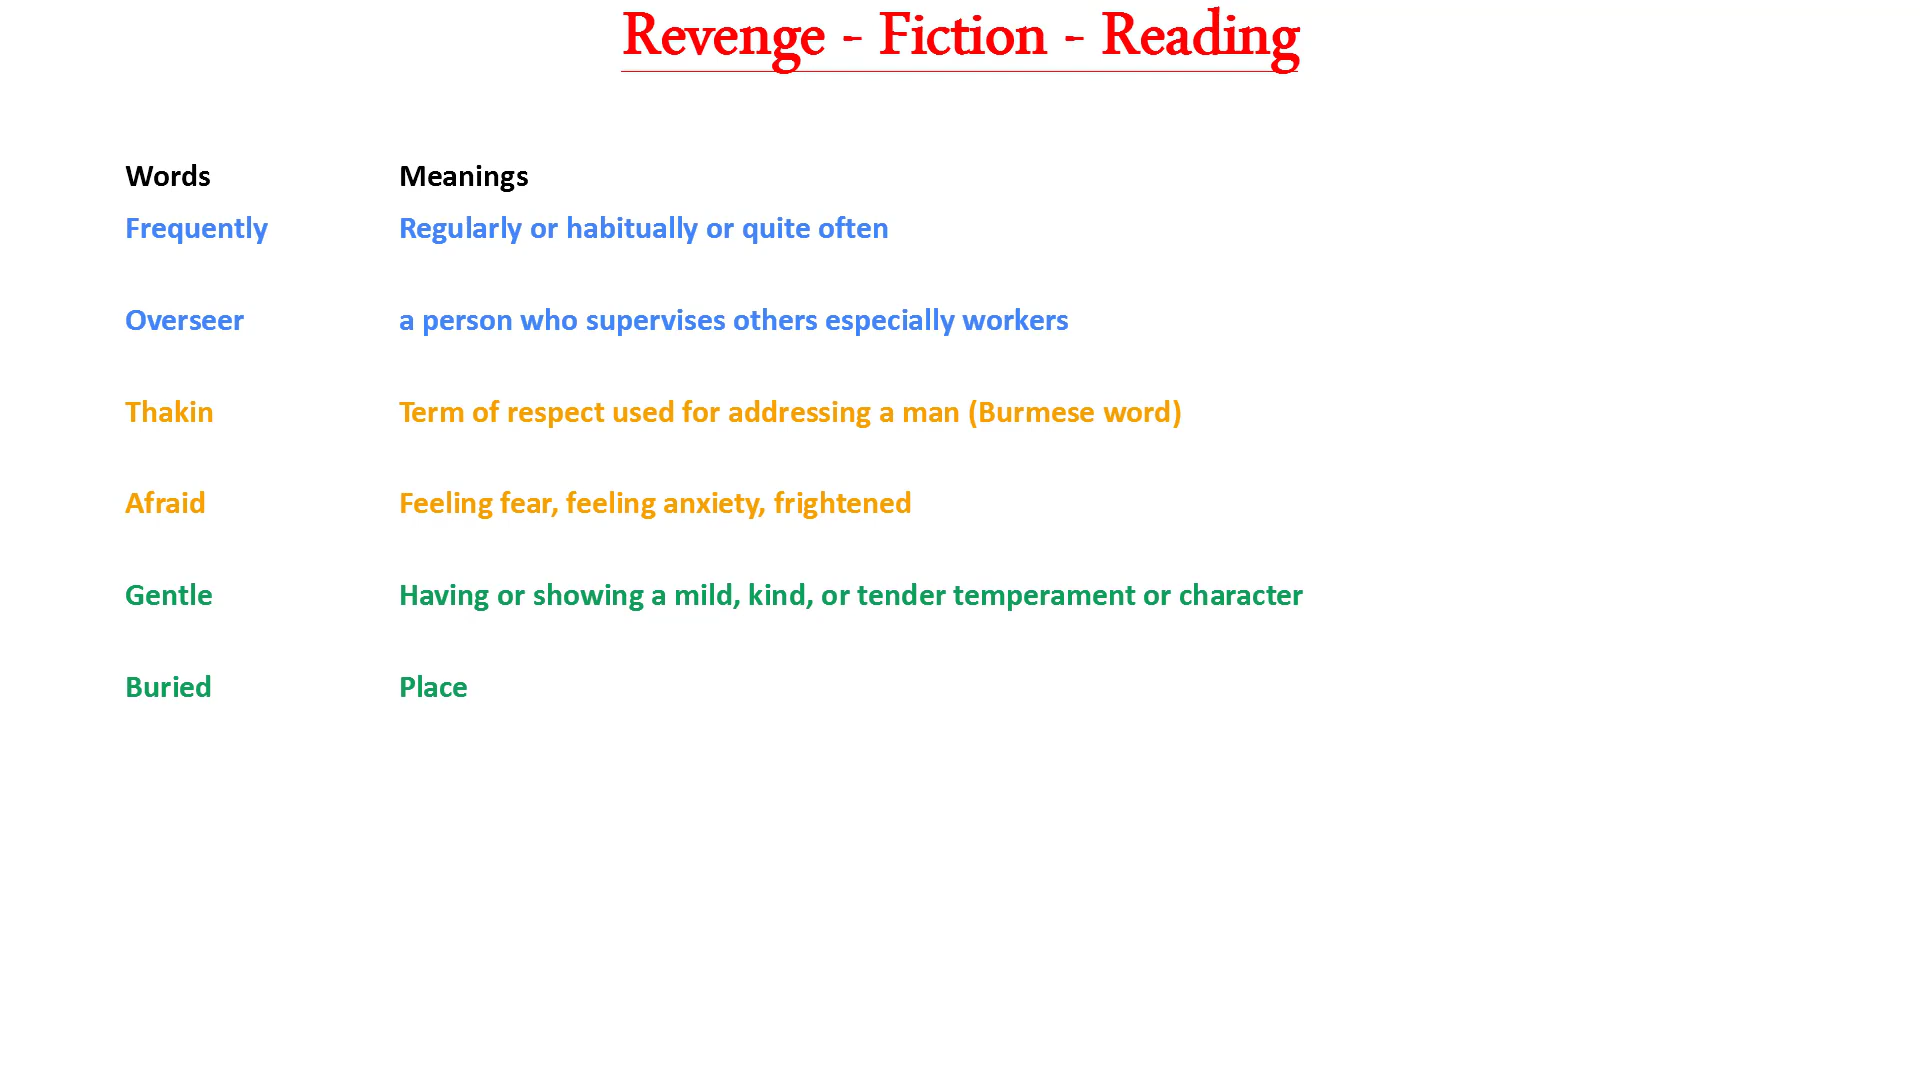 Revenge - Fiction - Reading
Words Meanings
Frequently Regularly or habitually or quite often
Overseer a person who supervises others especially workers
Thakin Term of respect used for addressing a man (Burmese word)
Afraid Feeling fear, feeling anxiety, frightened
Gentle Having or showing a mild, kind, or tender temperament or character
Buried Place